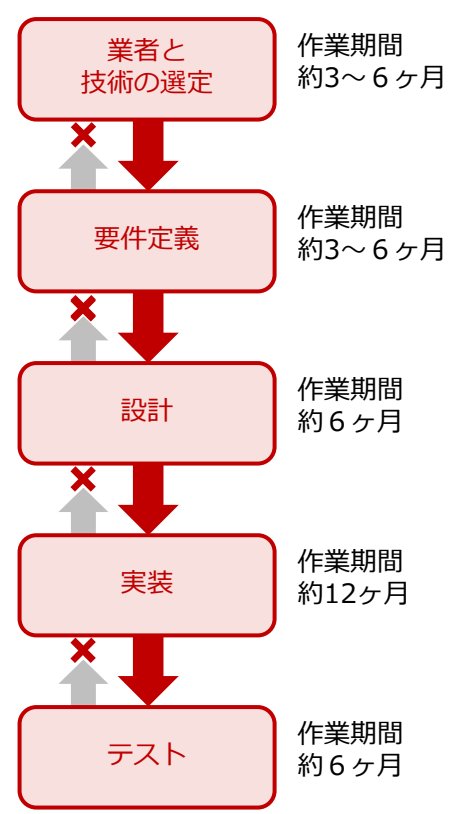 業者と
技術の選定
作業期間
約3～６ヶ月
要件定義
作業期間
約3～６ヶ月
設計
作業期間
約６ヶ月
実装
作業期間
約12ヶ月
テスト
作業期間
約６ヶ月